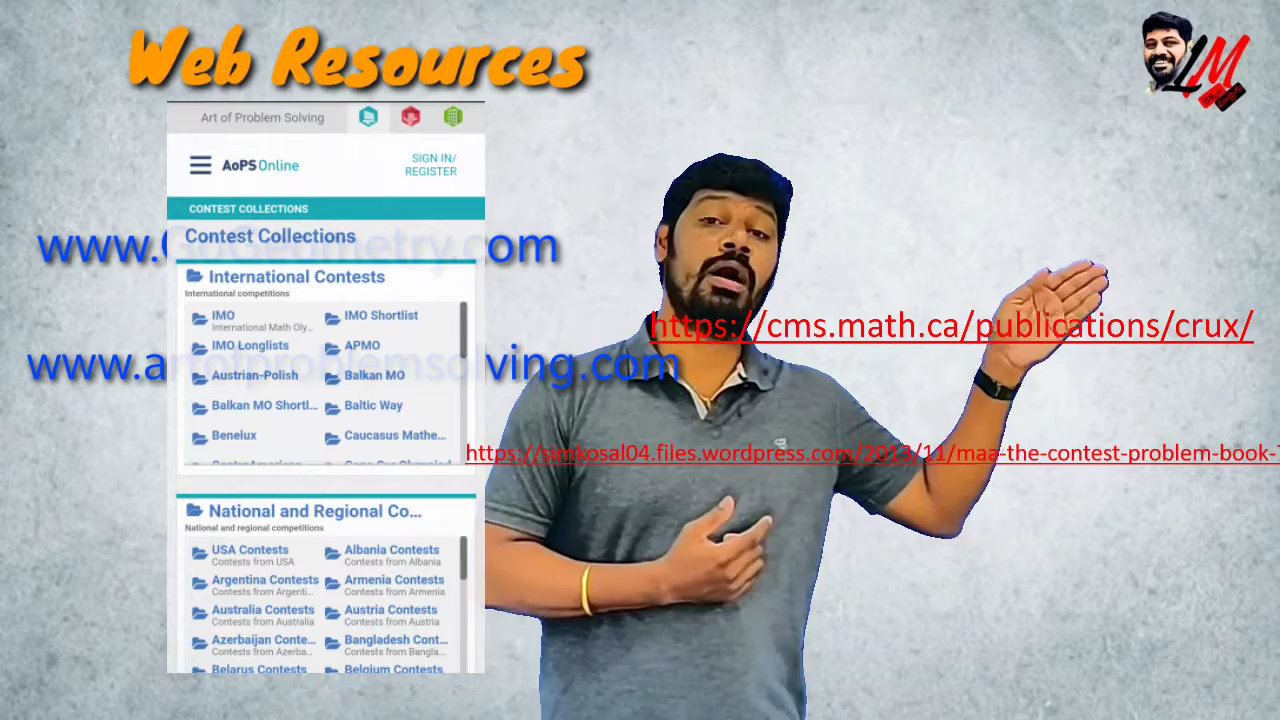 Web Resources
LM
Art of Problem Solving
AoPS Online
SIGN IN/
REGISTER
CONTEST COLLECTIONS
Contest Collections
www.GoGeometry.com
International Contests
International competitions
IMO
International Math Oly...
IMO Shortlist
https://cms.math.ca/publications/crux/
IMO Longlists
APMO
www.artofproblemsolving.com
Austrian-Polish
Balkan MO
Balkan MO Shortl...
Baltic Way
Benelux
Caucasus Mathe...
https://simkosal04.files.wordpress.com/2013/11/maa-the-contest-problem-book-
National and Regional Co...
National and regional competitions
USA Contests
Contests from USA
Albania Contests
Contests from Albania
Argentina Contests
Contests from Argenti...
Armenia Contests
Contests from Armenia
Australia Contests
Contests from Australia
Austria Contests
Contests from Austria
Azerbaijan Conte...
Contests from Azerba...
Bangladesh Cont...
Contests from Bangla...
Belarus Contests
Belgium Contests